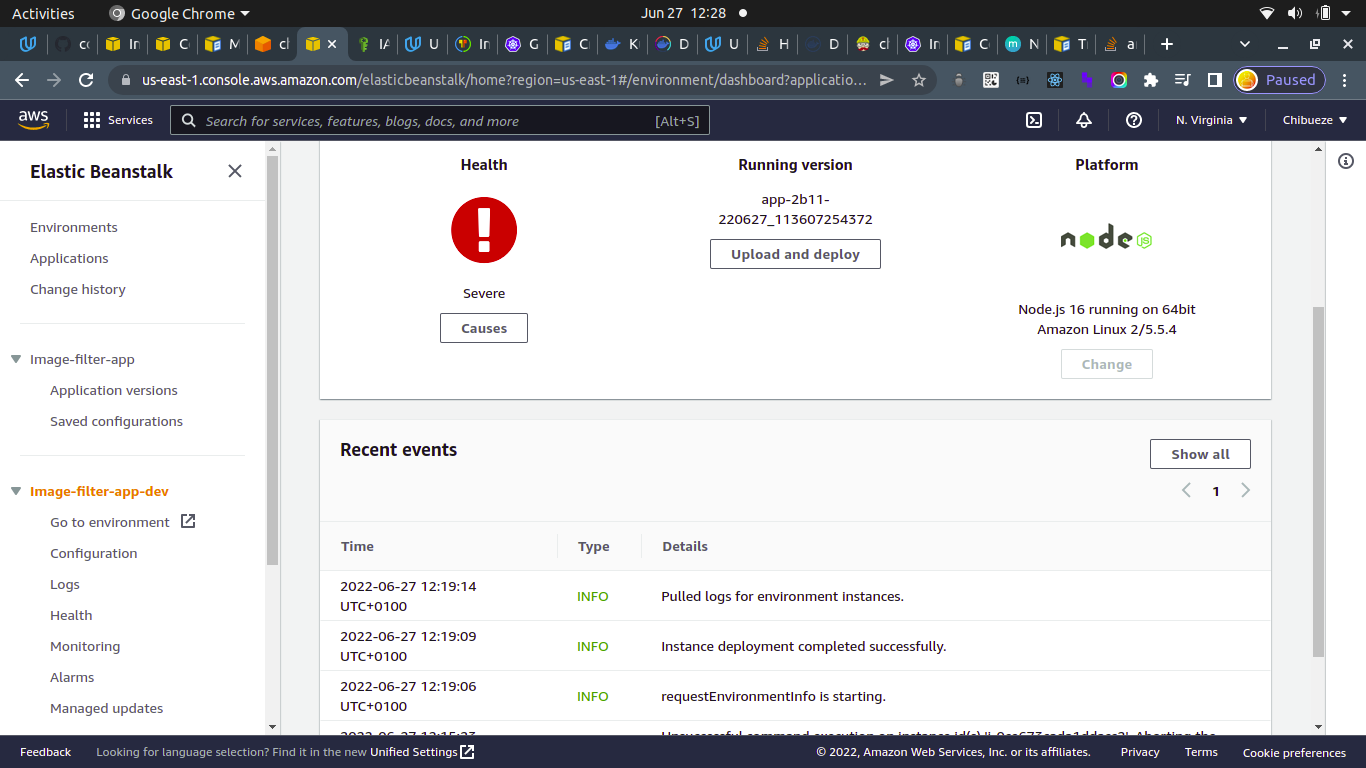 Activities
Google Chrome
Jun 27 12:28
U
IA
U
G
U
H
N
us-east-1.console.aws.amazon.com/elasticbeanstalk/home?region=us-east-1#/environment/dashboard?applicatio...
Paused
aws
Services
Search for services, features, blogs, docs, and more
[Alt+S]
N. Virginia
Chibueze
Elastic Beanstalk
Environments
Applications
Change history
Image-filter-app
Application versions
Saved configurations
Image-filter-app-dev
Go to environment
Configuration
Logs
Health
Monitoring
Alarms
Managed updates
Health
Severe
Causes
Running version
app-2b11-
220627_113607254372
Upload and deploy
Platform
node JS
Node.js 16 running on 64bit
Amazon Linux 2/5.5.4
Change
Recent events
Show all
1
Time Type Details
2022-06-27 12:19:14
UTC+0100
INFO
Pulled logs for environment instances.
2022-06-27 12:19:09
UTC+0100
INFO
Instance deployment completed successfully.
2022-06-27 12:19:06
UTC+0100
INFO
requestEnvironmentInfo is starting.
Feedback
Looking for language selection? Find it in the new Unified Settings
© 2022, Amazon Web Services, Inc. or its affiliates.
Privacy
Terms
Cookie preferences